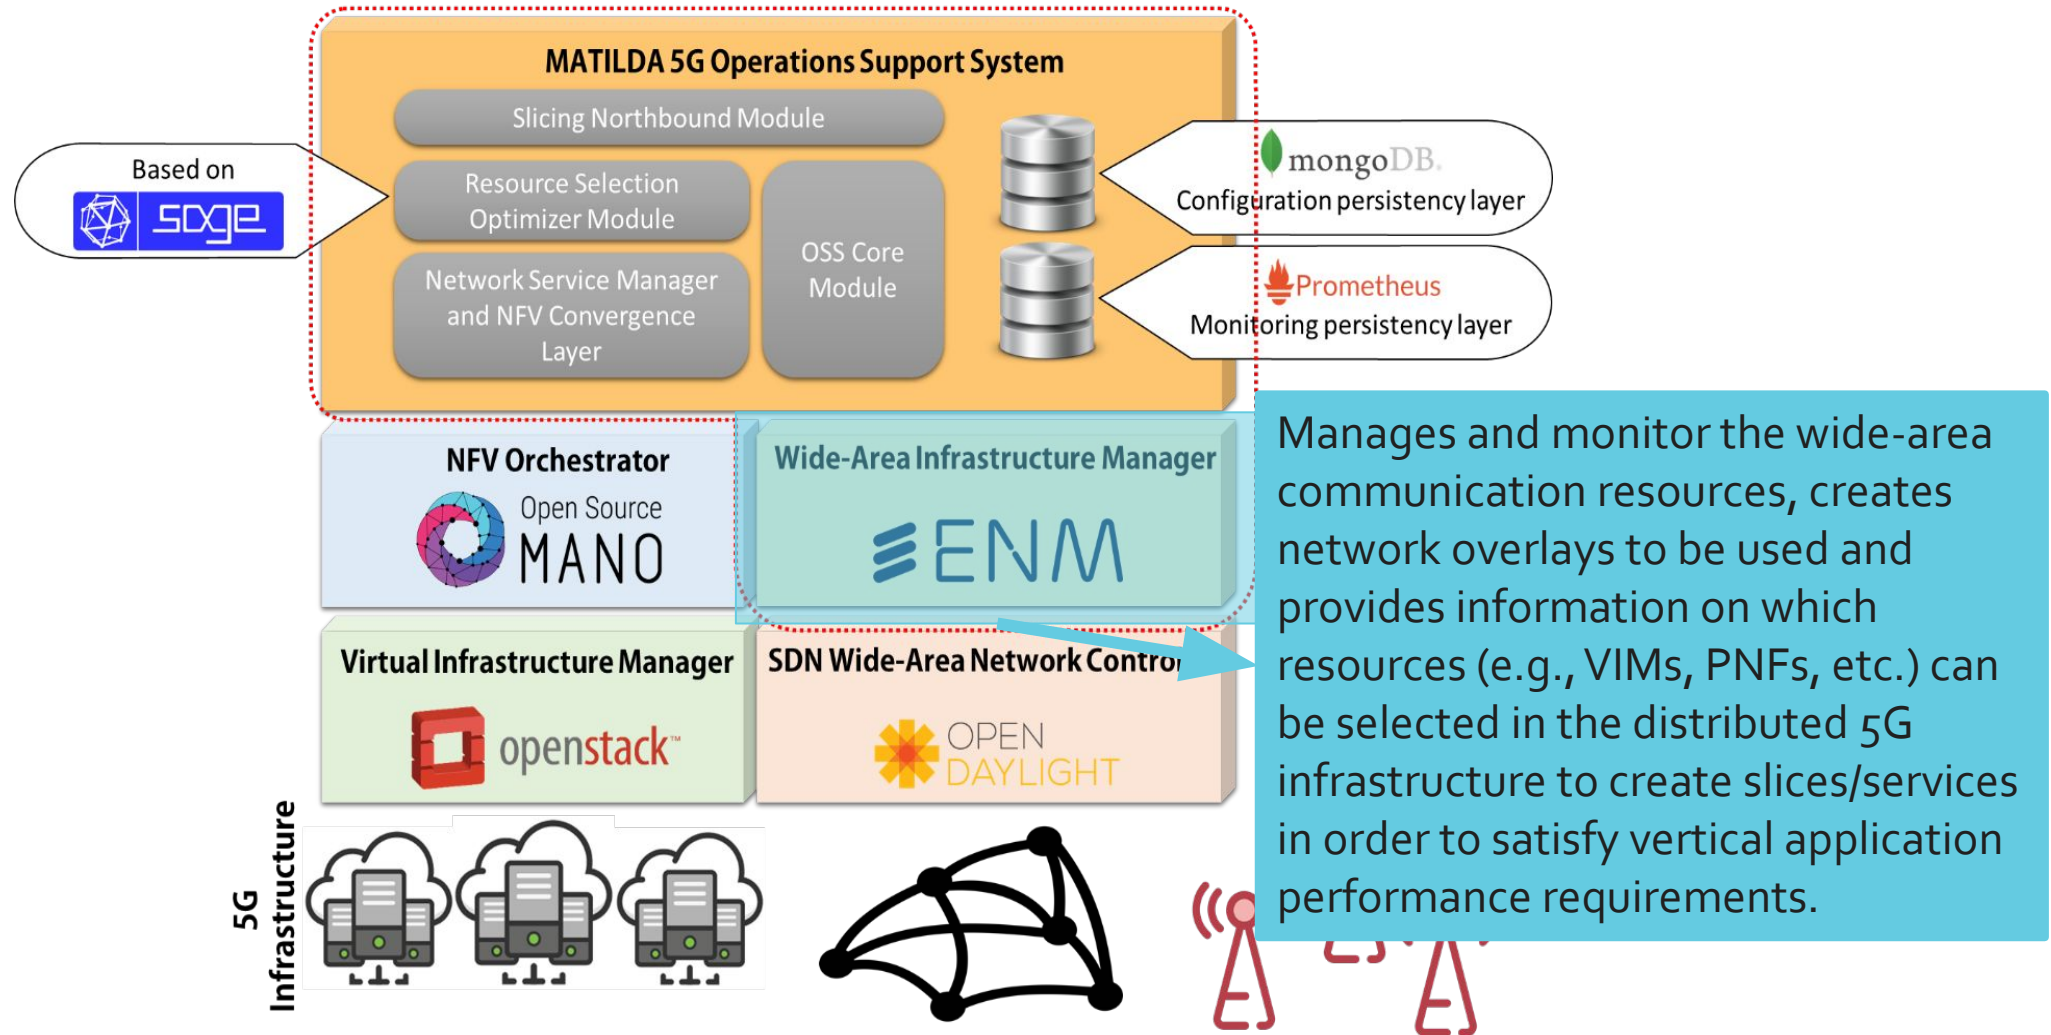 MATILDA 5G Operations Support System
Slicing Northbound Module
Based on
Resource Selection
Optimizer Module
Network Service Manager
and NFV Convergence
Layer
OSS Core
Module
mongoDB.
Configuration persistency layer
Prometheus
Monitoring persistency layer
NFV Orchestrator
Open Source
MANO
Wide-Area Infrastructure Manager
ENM
Manages and monitor the wide-area
communication resources, creates
network overlays to be used and
provides information on which
resources (e.g., VIMs, PNFs, etc.) can
be selected in the distributed 5G
infrastructure to create slices/services
in order to satisfy vertical application
performance requirements.
Virtual Infrastructure Manager
openstack™
SDN Wide-Area Network Contro
OPEN
DAYLIGHT
5G
Infrastructure